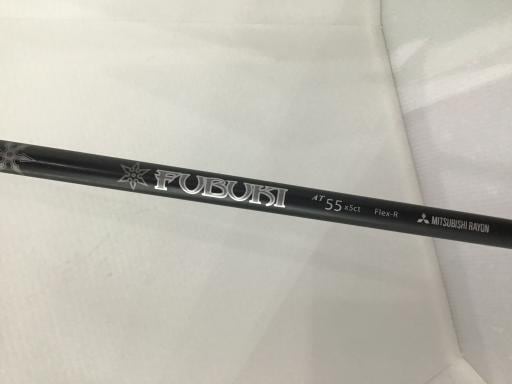 FUBUKI AT 55 x5ct Flex-R MITSUBISHI RAYON